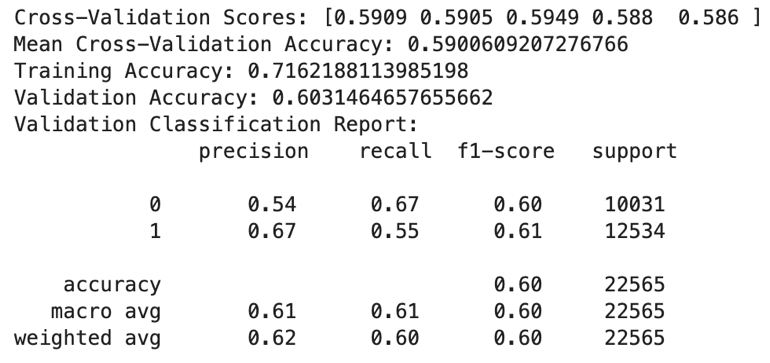 Cross-Validation Scores: [0.5909 0.5905 0.5949 0.588  0.586 ]
Mean Cross-Validation Accuracy: 0.5900609207276766
Training Accuracy: 0.7162188113985198
Validation Accuracy: 0.6031464657655662
Validation Classification Report:
precision recall f1-score support
0 0.54 0.67 0.60 10031
1 0.67 0.55 0.61 12534
accuracy 0.60 22565
macro avg 0.61 0.61 0.60 22565
weighted avg 0.62 0.60 0.60 22565